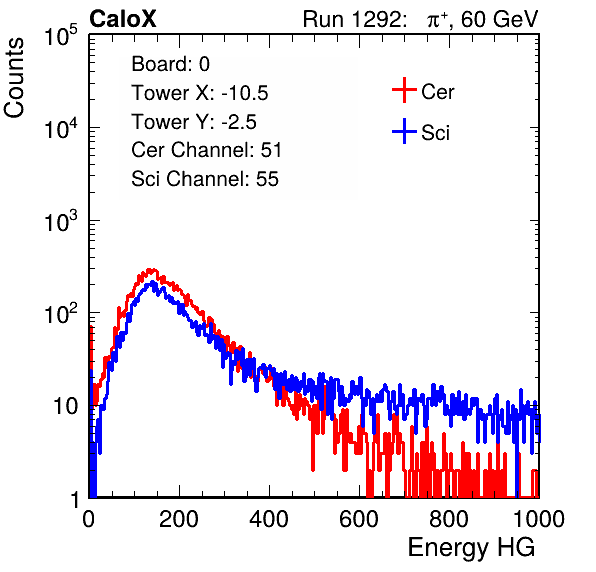 CaloX Run 1292: π⁺, 60 GeV
Counts
10⁵
10⁴
10³
10²
10
1
Board: 0
Tower X: -10.5
Tower Y: -2.5
Cer Channel: 51
Sci Channel: 55
Cer
Sci
0 200 400 600 800 1000
Energy HG